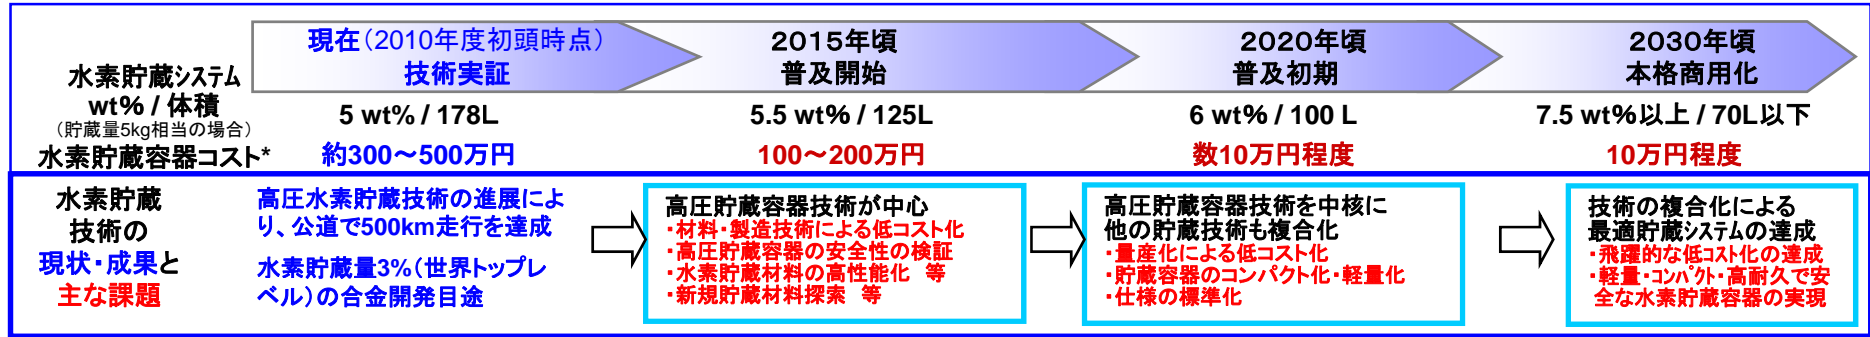 現在(2010年度初頭時点)
技術実証
2015年頃
普及開始
2020年頃
普及初期
2030年頃
本格商用化
水素貯蔵システム
wt% / 体積
(貯蔵量5kg相当の場合)
5 wt% / 178L
5.5 wt% / 125L
6 wt% / 100 L
7.5 wt%以上 / 70L以下
水素貯蔵容器コスト*
約300～500万円
100～200万円
数10万円程度
10万円程度
水素貯蔵
技術の
現状・成果と
主な課題
高圧水素貯蔵技術の進展によ
り、公道で500km走行を達成
水素貯蔵量3%(世界トップレ
ベル)の合金開発目途
高圧貯蔵容器技術が中心
・材料・製造技術による低コスト化
・高圧貯蔵容器の安全性の検証
・水素貯蔵材料の高性能化 等
・新規貯蔵材料探索 等
高圧貯蔵容器技術を中核に
他の貯蔵技術も複合化
・量産化による低コスト化
・貯蔵容器のコンパクト化・軽量化
・仕様の標準化
技術の複合化による
最適貯蔵システムの達成
・飛躍的な低コスト化の達成
・軽量・コンパクト・高耐久で安
全な水素貯蔵容器の実現